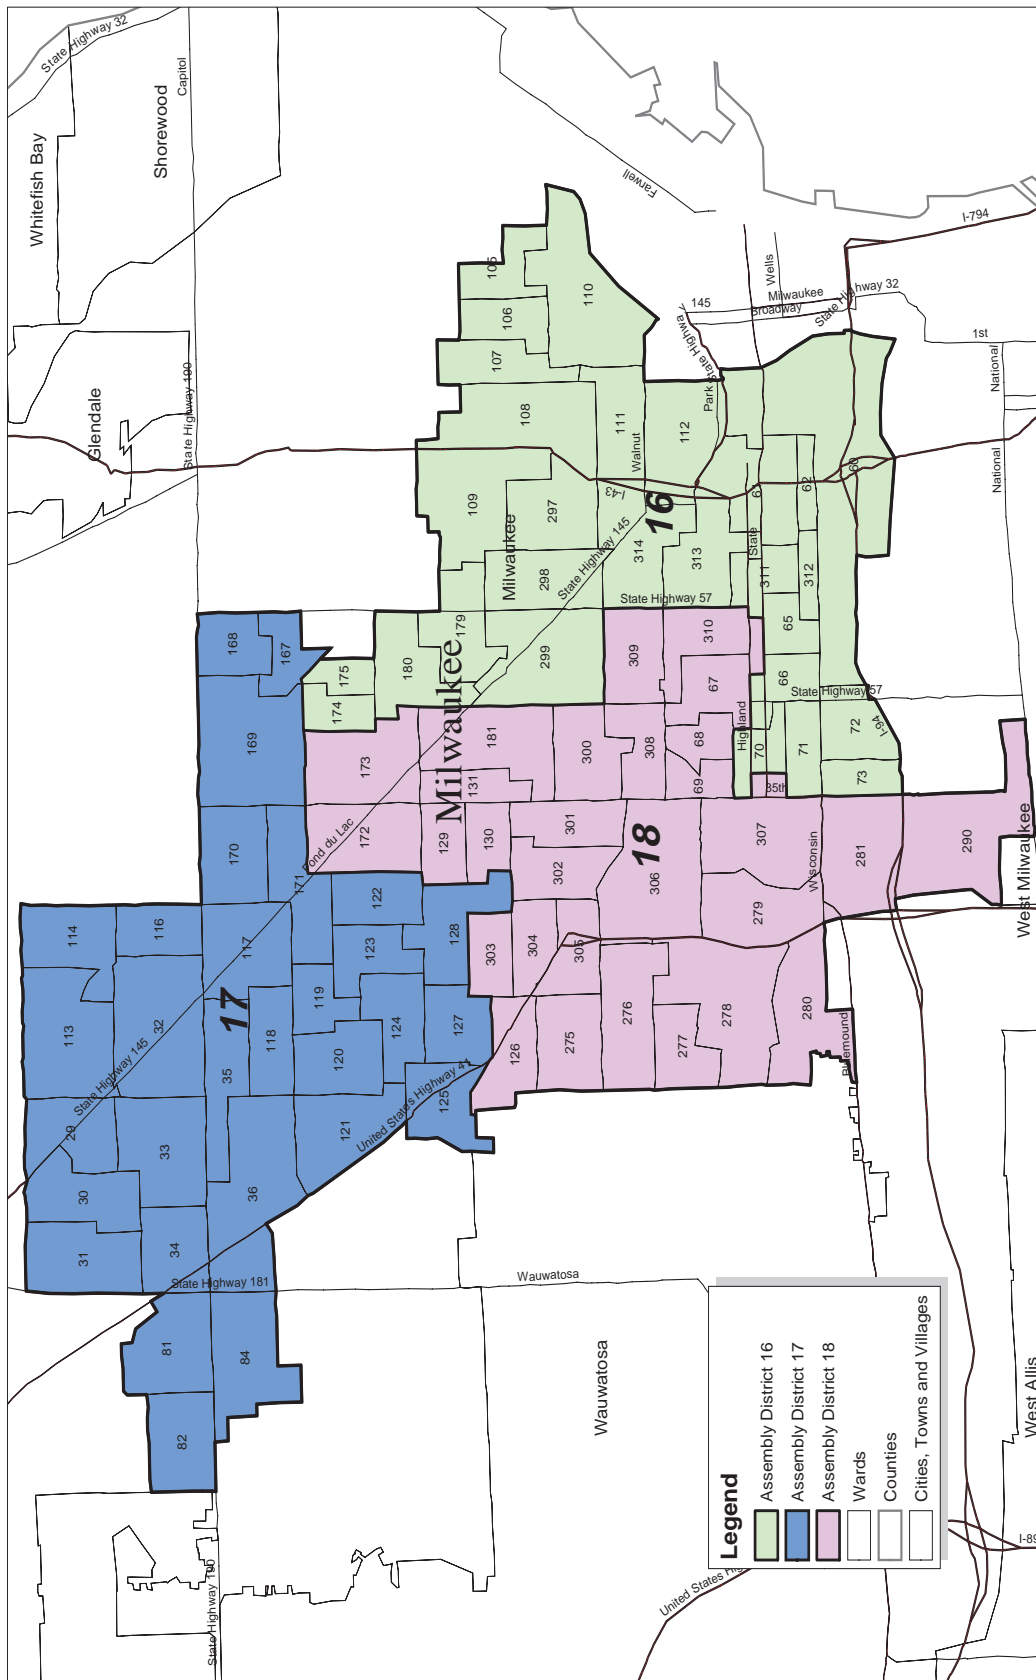 Whitefish Bay
Shorewood
Glendale
State Highway 32
Capitol
State Highway 190
State Highway 190
State Highway 181
State Highway 145
United States Highway 41
Fond du Lac
31
30
29
113
114
82
81
34
33
32
116
84
36
35
118
117
17
170
169
168
167
121
120
119
171
124
123
122
125
127
128
174
175
180
179
Milwaukee
Milwaukee
173
172
181
131
129
130
109
108
107
106
105
110
297
298
299
111
112
16
314
313
State Highway 145
I-43
Walnut
State Highway 57
Farwell
126
303
304
305
302
301
300
275
276
277
278
280
306
18
308
309
310
67
68
69
307
279
281
290
Park
State Highway 145
Wells
Milwaukee
Broadway
State Highway 32
I-794
1st
National
National
State
Highland
61
62
60
311
312
65
66
70
71
72
73
35th
State Highway 57
I-94
Wisconsin
Bluemound
West Milwaukee
Wauwatosa
Wauwatosa
West Allis
United States Hig
I-89
Legend
Assembly District 16
Assembly District 17
Assembly District 18
Wards
Counties
Cities, Towns and Villages